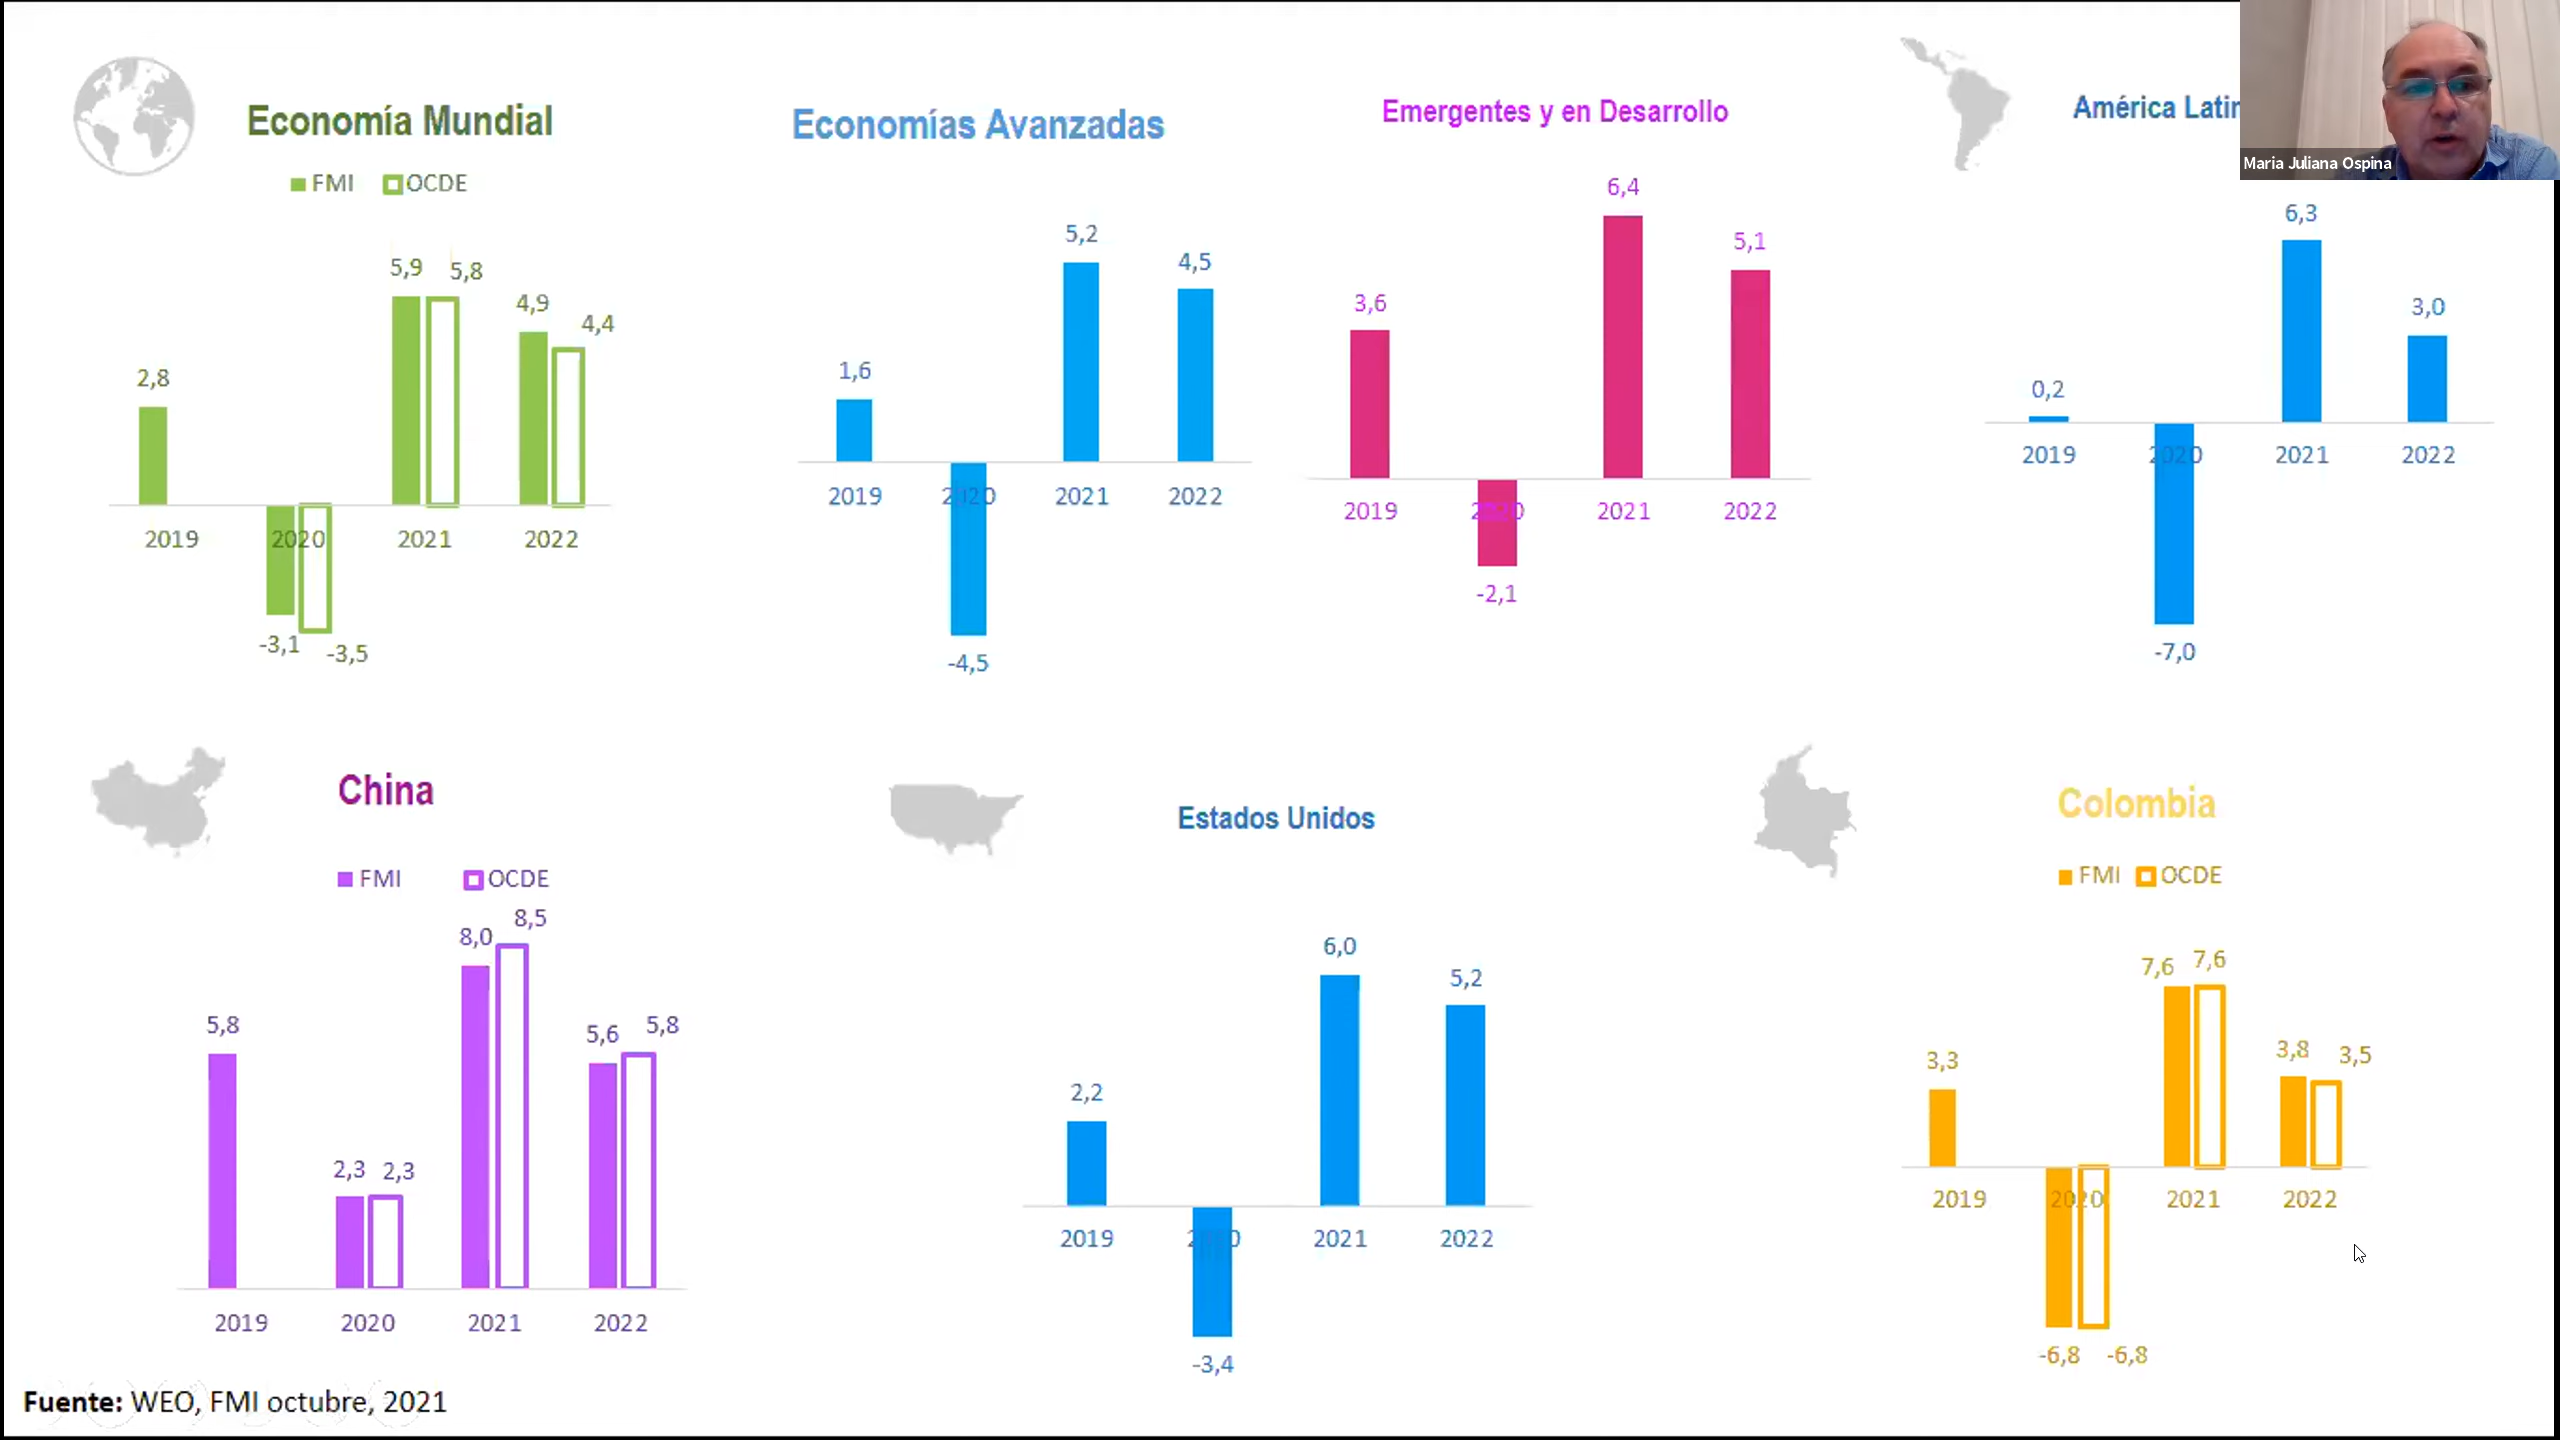 Economía Mundial
FMI OCDE
5,9 5,8
4,9
4,4
2,8
2019 2020 2021 2022
-3,1 -3,5
Economías Avanzadas
5,2
4,5
1,6
2019 2020 2021 2022
-4,5
Emergentes y en Desarrollo
6,4
5,1
3,6
2019 2020 2021 2022
-2,1
América Latin
Maria Juliana Ospina
6,3
3,0
0,2
2019 2020 2021 2022
-7,0
China
FMI OCDE
8,0 8,5
5,8
5,6 5,8
2,3 2,3
2019 2020 2021 2022
Estados Unidos
6,0
5,2
2,2
2019 2020 2021 2022
-3,4
Colombia
FMI OCDE
7,6 7,6
3,3
3,8 3,5
2019 2020 2021 2022
-6,8 -6,8
Fuente: WEO, FMI octubre, 2021